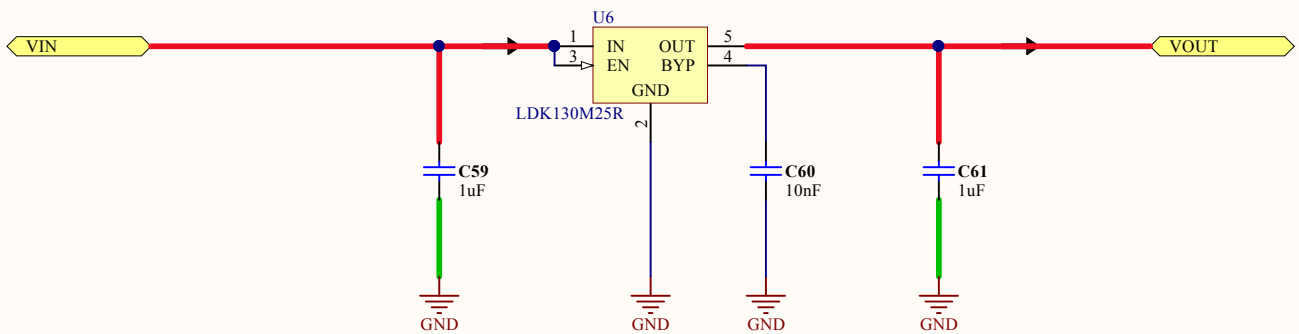 U6
VIN
1
IN
OUT
5
VOUT
3
EN
BYP
4
GND
LDK130M25R
2
C59
1uF
C60
10nF
C61
1uF
GND
GND
GND
GND